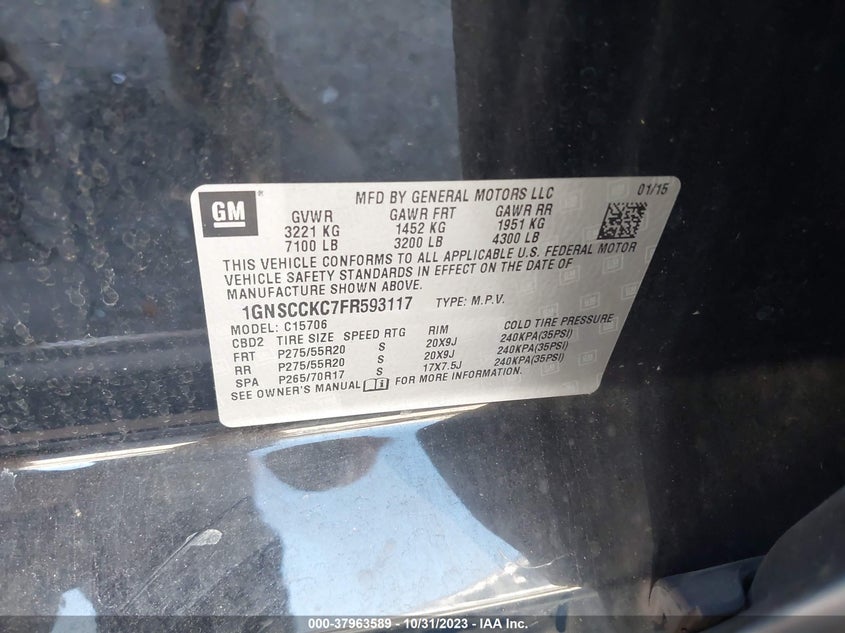 GM
MFD BY GENERAL MOTORS LLC 01/15
GVWR GAWR FRT GAWR RR
3221 KG 1452 KG 1951 KG
7100 LB 3200 LB 4300 LB
THIS VEHICLE CONFORMS TO ALL APPLICABLE U.S. FEDERAL MOTOR
VEHICLE SAFETY STANDARDS IN EFFECT ON THE DATE OF
MANUFACTURE SHOWN ABOVE.
1GNSCCKC7FR593117 TYPE: M.P.V.
MODEL: C15706
CBD2 TIRE SIZE SPEED RTG RIM COLD TIRE PRESSURE
FRT P275/55R20 S 20X9J 240KPA(35PSI)
RR P275/55R20 S 20X9J 240KPA(35PSI)
SPA P265/70R17 S 17X7.5J 240KPA(35PSI)
SEE OWNER'S MANUAL FOR MORE INFORMATION.
000-37963589 - 10/31/2023 - IAA Inc.